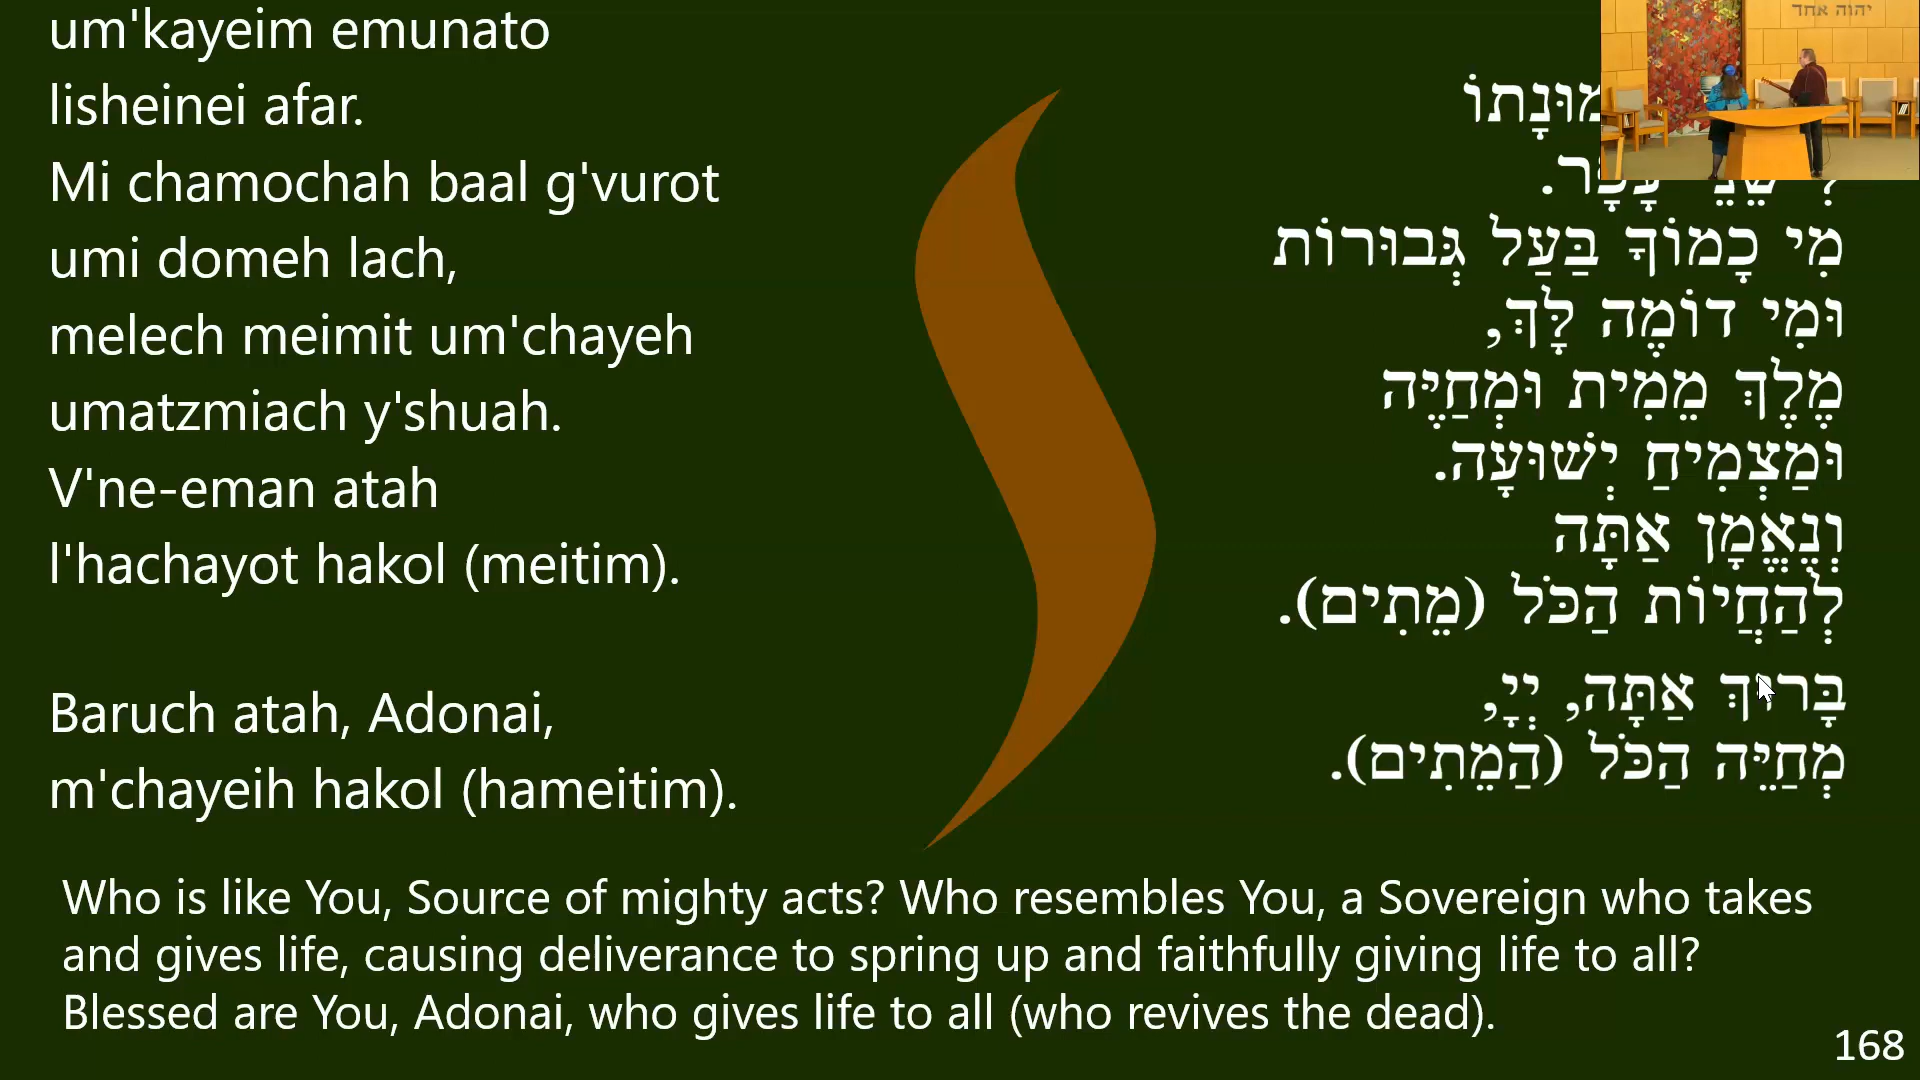 um'kayeim emunato
lisheinei afar.
Mi chamochah baal g'vurot
umi domeh lach,
melech meimit um'chayeh
umatzmiach y'shuah.
V'ne-eman atah
l'hachayot hakol (meitim).
Baruch atah, Adonai,
m'chayeih hakol (hameitim).
יהוה אחד
מִי כָמוֹךָ בַּעַל גְּבוּרוֹת
וּמִי דוֹמֶה לָּךְ,
מֶלֶךְ מֵמִית וּמְחַיֶּה
וּמַצְמִיחַ יְשׁוּעָה.
וְנֶאֱמָן אַתָּה
לְהַחֲיוֹת הַכֹּל (מֵתִים).
בָּרוּךְ אַתָּה, יְיָ,
מְחַיֵּה הַכֹּל (הַמֵּתִים).
Who is like You, Source of mighty acts? Who resembles You, a Sovereign who takes
and gives life, causing deliverance to spring up and faithfully giving life to all?
Blessed are You, Adonai, who gives life to all (who revives the dead).
168